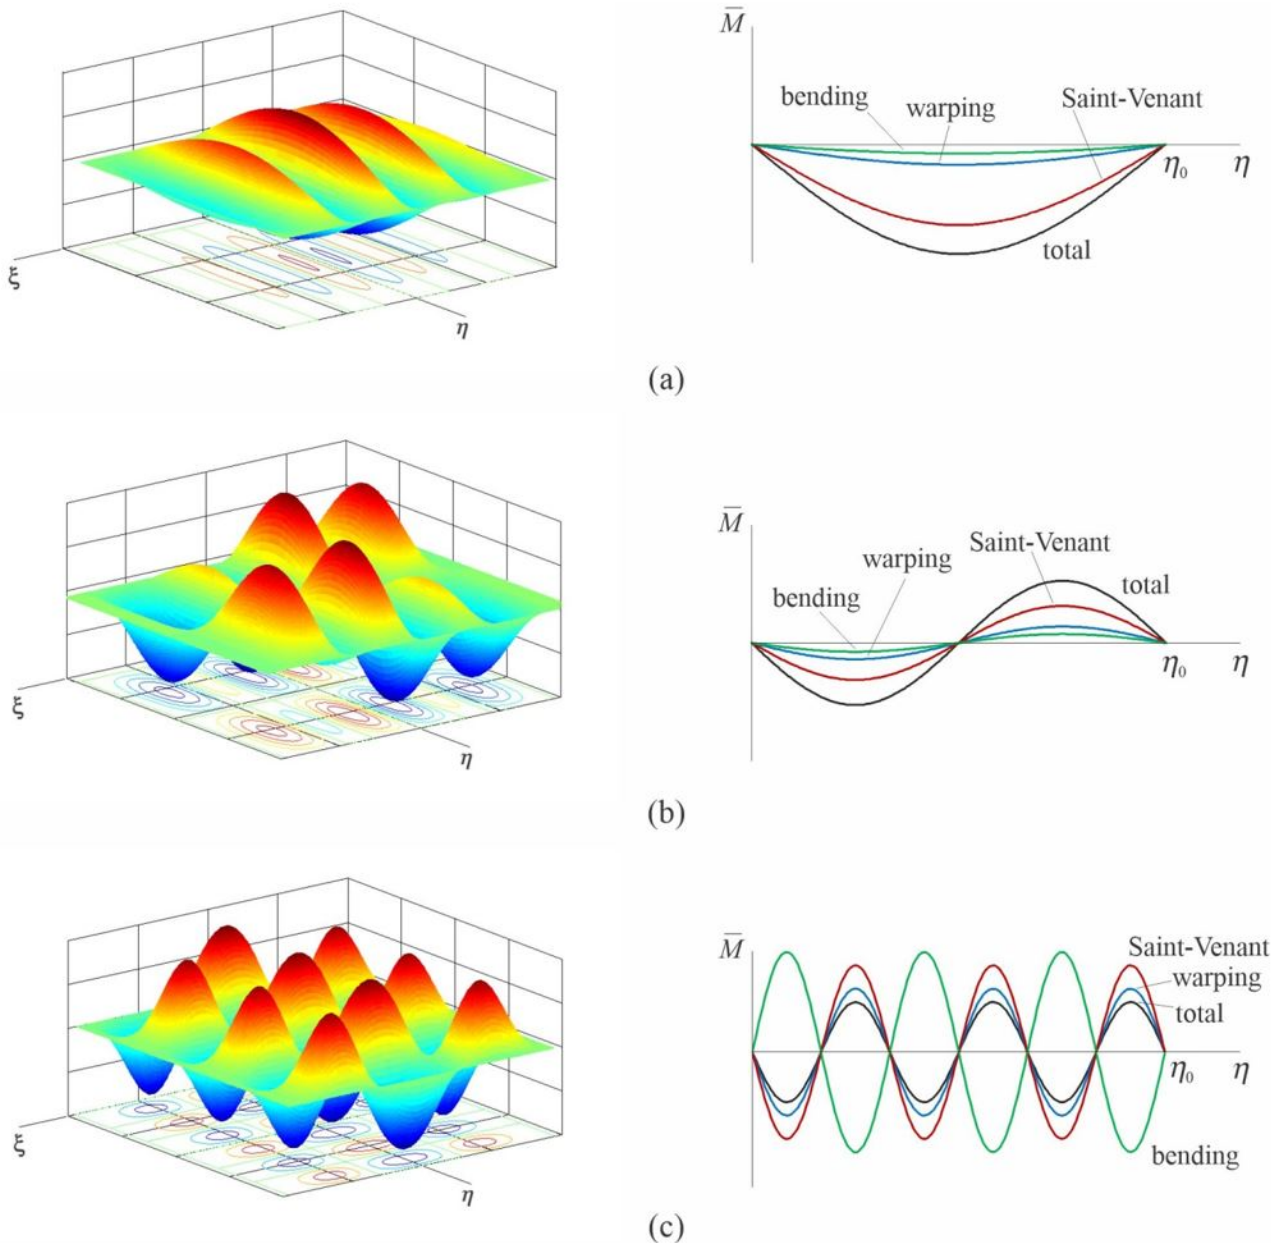 M̅
bending
warping
Saint-Venant
η₀
η
total
ξ
η
(a)
M̅
Saint-Venant
warping
total
bending
η₀
η
ξ
η
(b)
M̅
Saint-Venant
warping
total
η₀
η
bending
ξ
η
(c)